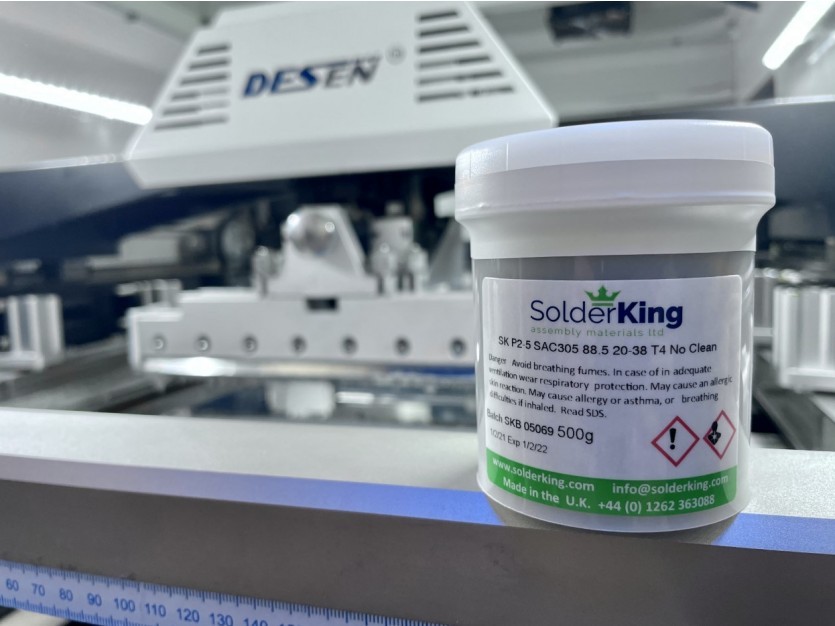 DESEN
SolderKing
assembly materials ltd
SK P2-5 SAC305 88.5 20-38 T4 No Clean
Danger Avoid breathing fumes. In case of in adequate
ventilation wear respiratory protection. May cause an allergic
skin reaction. May cause allergy or asthma, or breathing
difficulties if inhaled. Read SDS.
Batch SKB 05069 500g
1/2/21 Exp 1/2/22
www.solderking.com info@solderking.com
Made in the U.K. +44 (0) 1262 363088
60 70 80 90 100 110 120 130 140